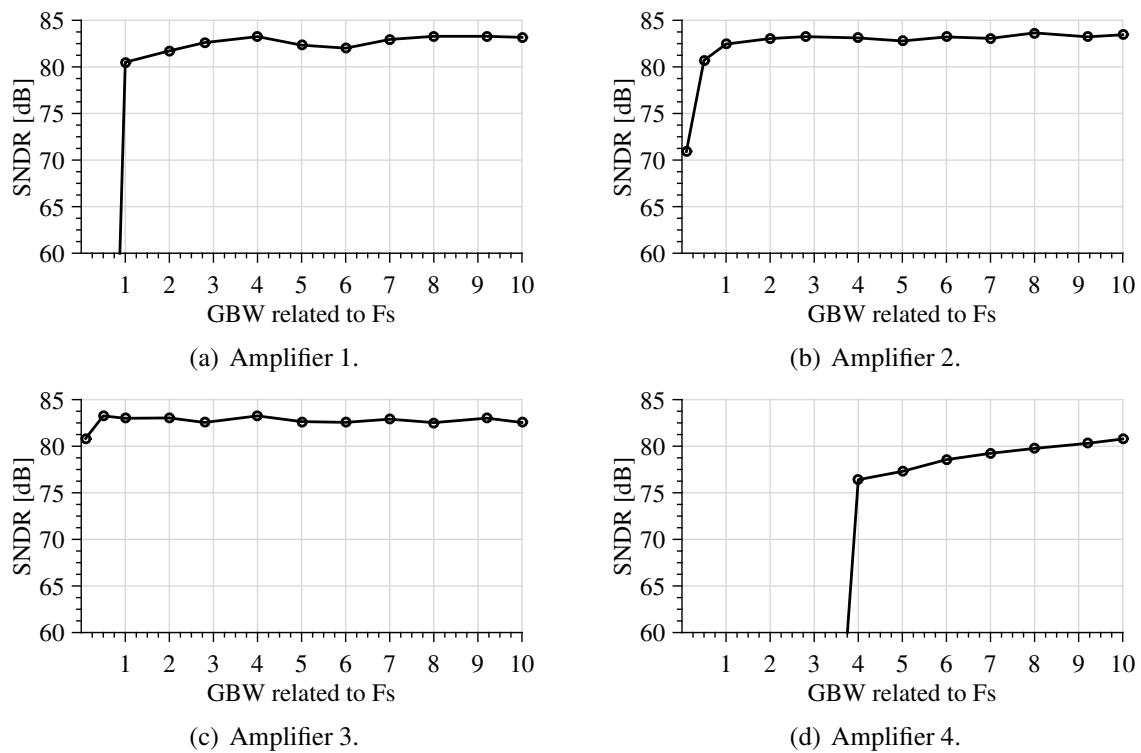 85
80
75
70
65
60
SNDR [dB]
1 2 3 4 5 6 7 8 9 10
GBW related to Fs
(a) Amplifier 1.
85
80
75
70
65
60
SNDR [dB]
1 2 3 4 5 6 7 8 9 10
GBW related to Fs
(b) Amplifier 2.
85
80
75
70
65
60
SNDR [dB]
1 2 3 4 5 6 7 8 9 10
GBW related to Fs
(c) Amplifier 3.
85
80
75
70
65
60
SNDR [dB]
1 2 3 4 5 6 7 8 9 10
GBW related to Fs
(d) Amplifier 4.